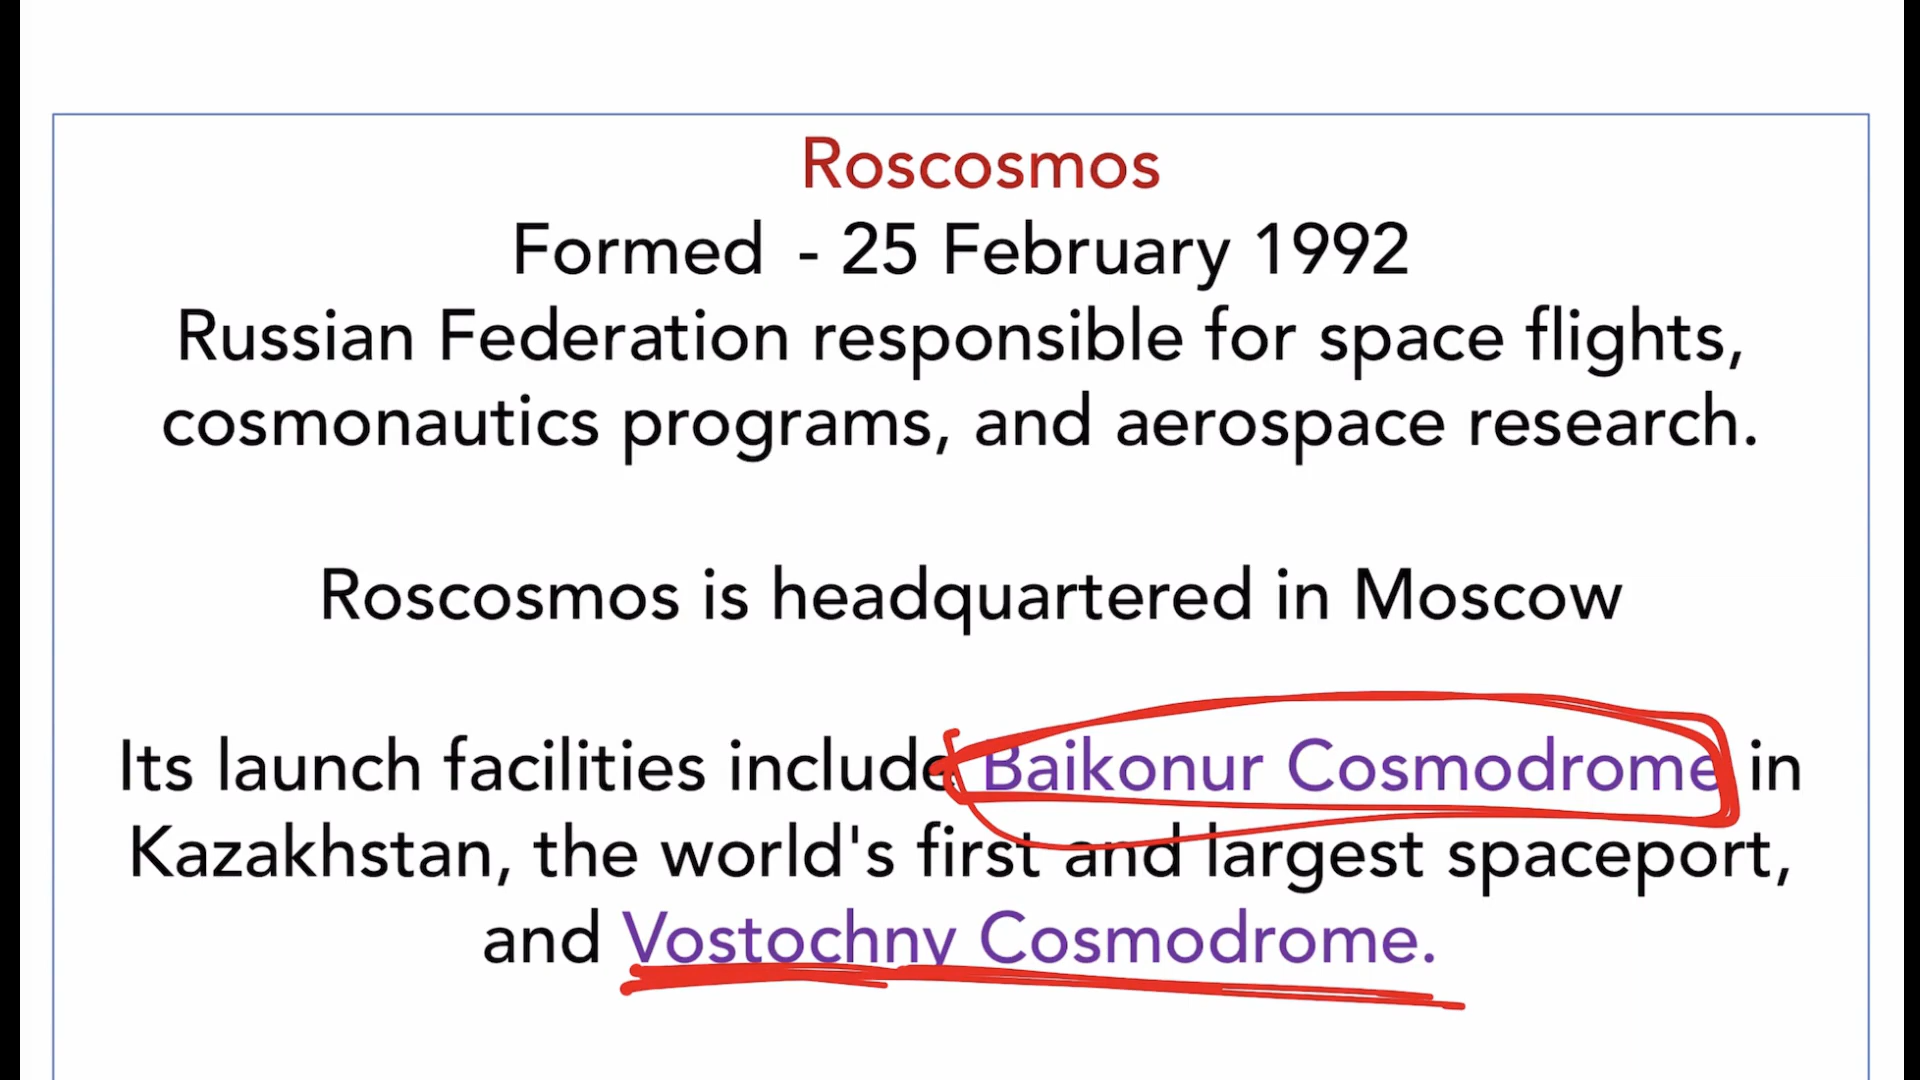 Roscosmos
Formed - 25 February 1992
Russian Federation responsible for space flights,
cosmonautics programs, and aerospace research.
Roscosmos is headquartered in Moscow
Its launch facilities include Baikonur Cosmodrome in
Kazakhstan, the world's first and largest spaceport,
and Vostochny Cosmodrome.